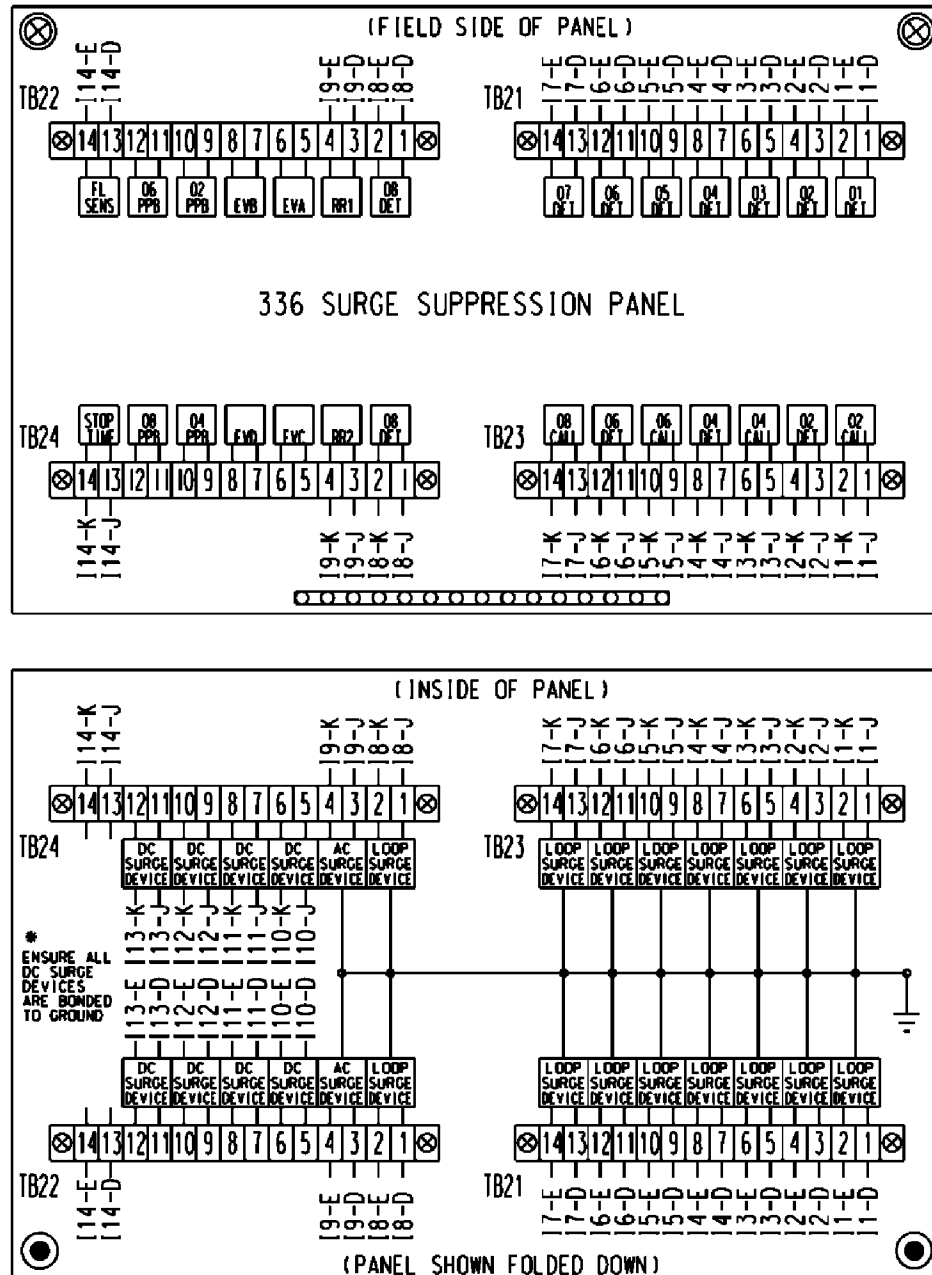 (FIELD SIDE OF PANEL)
TB22
I14-E I14-D I9-E I9-D I8-E I8-D
14 13 12 11 10 9 8 7 6 5 4 3 2 1
FL SENS
06 PPB
02 PPB
EVB
EVA
RR1
08 DET
TB21
I7-E I7-D I6-E I6-D I5-E I5-D I4-E I4-D I3-E I3-D I2-E I2-D I1-E I1-D
14 13 12 11 10 9 8 7 6 5 4 3 2 1
07 DET
06 DET
05 DET
04 DET
03 DET
02 DET
01 DET
336 SURGE SUPPRESSION PANEL
TB24
STOP TIME
08 PPB
04 PPB
EVD
EVC
RR2
08 DET
14 13 12 11 10 9 8 7 6 5 4 3 2 1
I14-K I14-J I9-K I9-J I8-K I8-J
TB23
08 CALL
06 DET
06 CALL
04 DET
04 CALL
02 DET
02 CALL
14 13 12 11 10 9 8 7 6 5 4 3 2 1
I7-K I7-J I6-K I6-J I5-K I5-J I4-K I4-J I3-K I3-J I2-K I2-J I1-K I1-J
(INSIDE OF PANEL)
I14-K I14-J I9-K I9-J I8-K I8-J
14 13 12 11 10 9 8 7 6 5 4 3 2 1
TB24
DC SURGE DEVICE
DC SURGE DEVICE
DC SURGE DEVICE
DC SURGE DEVICE
AC SURGE DEVICE
LOOP SURGE DEVICE
I13-K I13-J I12-K I12-J I11-K I11-J I10-K I10-J
I7-K I7-J I6-K I6-J I5-K I5-J I4-K I4-J I3-K I3-J I2-K I2-J I1-K I1-J
14 13 12 11 10 9 8 7 6 5 4 3 2 1
TB23
LOOP SURGE DEVICE
LOOP SURGE DEVICE
LOOP SURGE DEVICE
LOOP SURGE DEVICE
LOOP SURGE DEVICE
LOOP SURGE DEVICE
LOOP SURGE DEVICE
*
ENSURE ALL
DC SURGE
DEVICES
ARE BONDED
TO GROUND
I13-E I13-D I12-E I12-D I11-E I11-D I10-E I10-D
DC SURGE DEVICE
DC SURGE DEVICE
DC SURGE DEVICE
DC SURGE DEVICE
AC SURGE DEVICE
LOOP SURGE DEVICE
14 13 12 11 10 9 8 7 6 5 4 3 2 1
TB22
I14-E I14-D I9-E I9-D I8-E I8-D
LOOP SURGE DEVICE
LOOP SURGE DEVICE
LOOP SURGE DEVICE
LOOP SURGE DEVICE
LOOP SURGE DEVICE
LOOP SURGE DEVICE
LOOP SURGE DEVICE
14 13 12 11 10 9 8 7 6 5 4 3 2 1
TB21
I7-E I7-D I6-E I6-D I5-E I5-D I4-E I4-D I3-E I3-D I2-E I2-D I1-E I1-D
(PANEL SHOWN FOLDED DOWN)